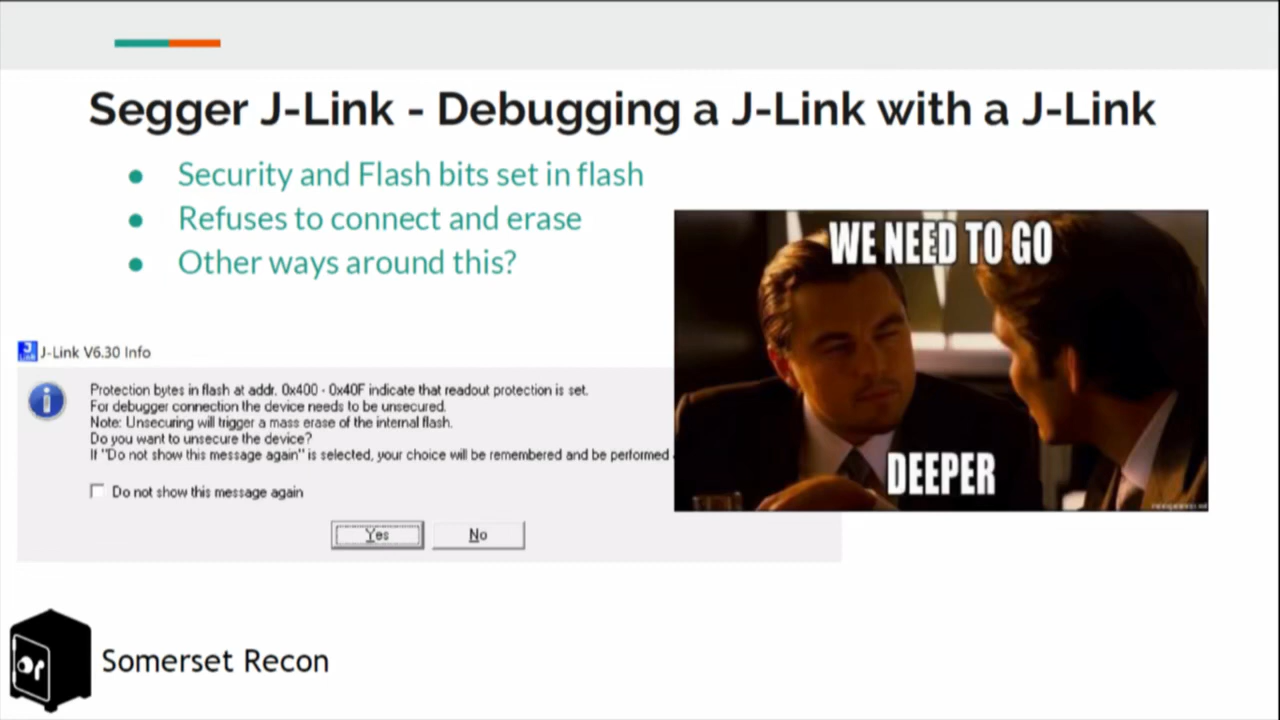 Segger J-Link - Debugging a J-Link with a J-Link
● Security and Flash bits set in flash
● Refuses to connect and erase
● Other ways around this?
WE NEED TO GO
DEEPER
J-Link V6.30 Info
Protection bytes in flash at addr. 0x400 - 0x40F indicate that readout protection is set.
For debugger connection the device needs to be unsecured.
Note: Unsecuring will trigger a mass erase of the internal flash.
Do you want to unsecure the device?
If "Do not show this message again" is selected, your choice will be remembered and be performed
Do not show this message again
Yes No
Somerset Recon